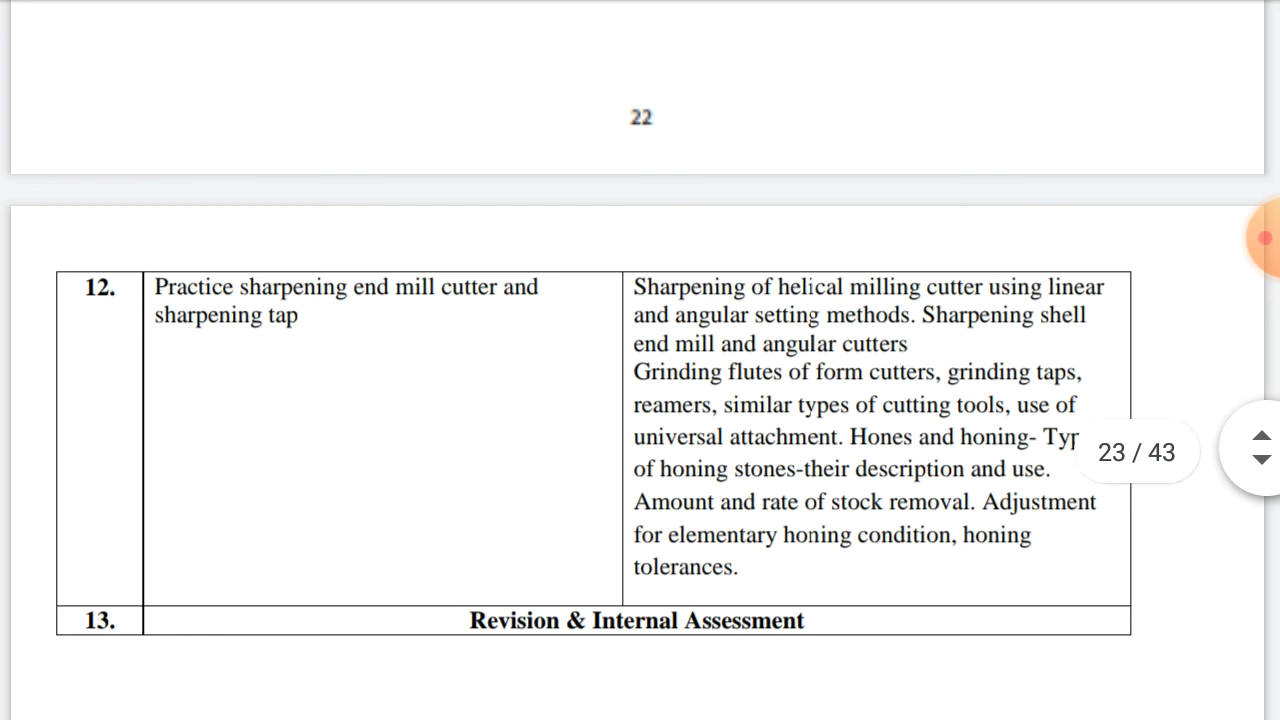 22
12.
Practice sharpening end mill cutter and
sharpening tap
Sharpening of helical milling cutter using linear
and angular setting methods. Sharpening shell
end mill and angular cutters
Grinding flutes of form cutters, grinding taps,
reamers, similar types of cutting tools, use of
universal attachment. Hones and honing-
of honing stones-their description and use.
Amount and rate of stock removal. Adjustment
for elementary honing condition, honing
tolerances.
23 / 43
13.
Revision & Internal Assessment